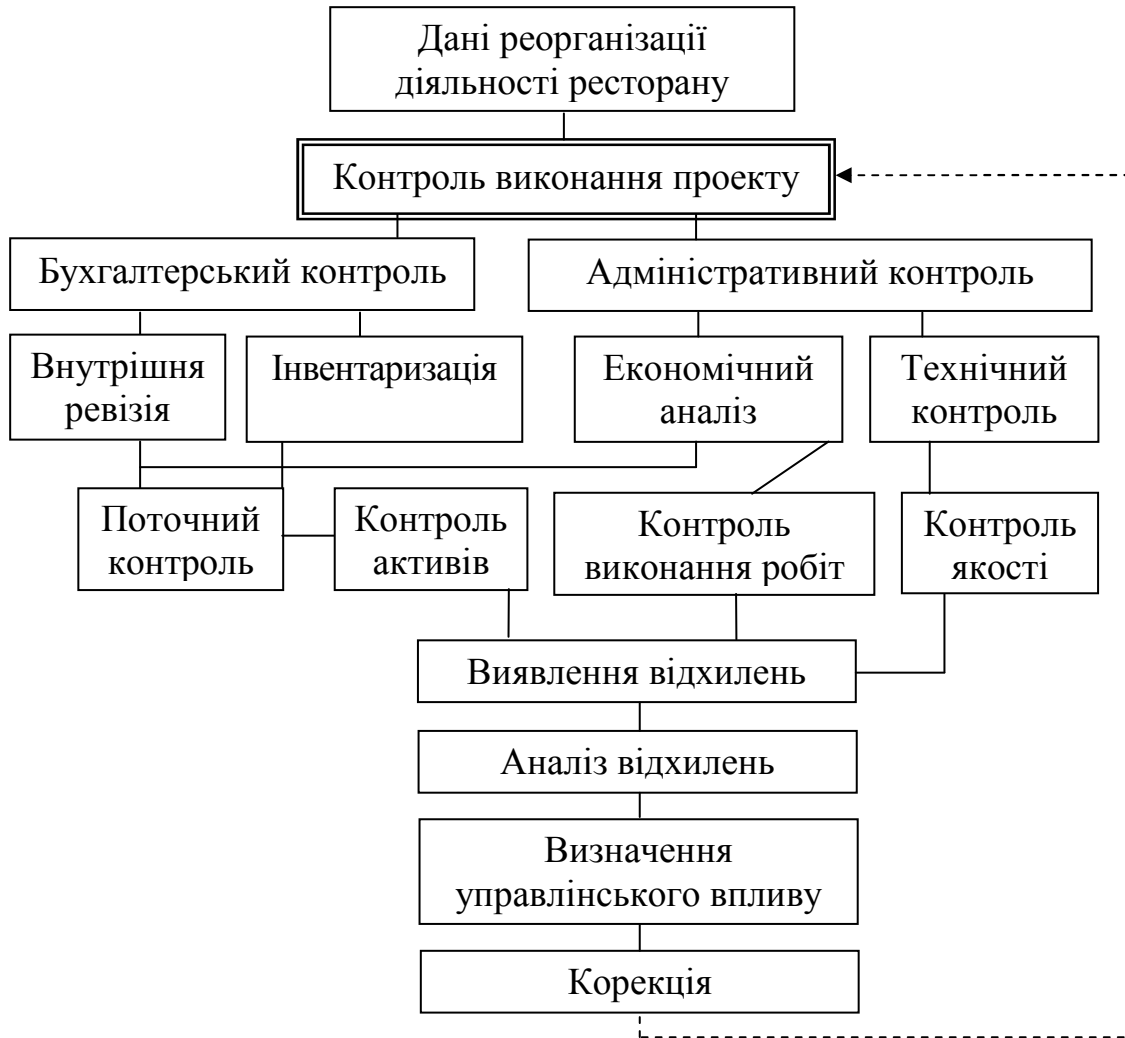 Дані реорганізації
діяльності ресторану
Контроль виконання проекту
Бухгалтерський контроль
Адміністративний контроль
Внутрішня
ревізія
Інвентаризація
Економічний
аналіз
Технічний
контроль
Поточний
контроль
Контроль
активів
Контроль
виконання робіт
Контроль
якості
Виявлення відхилень
Аналіз відхилень
Визначення
управлінського впливу
Корекція